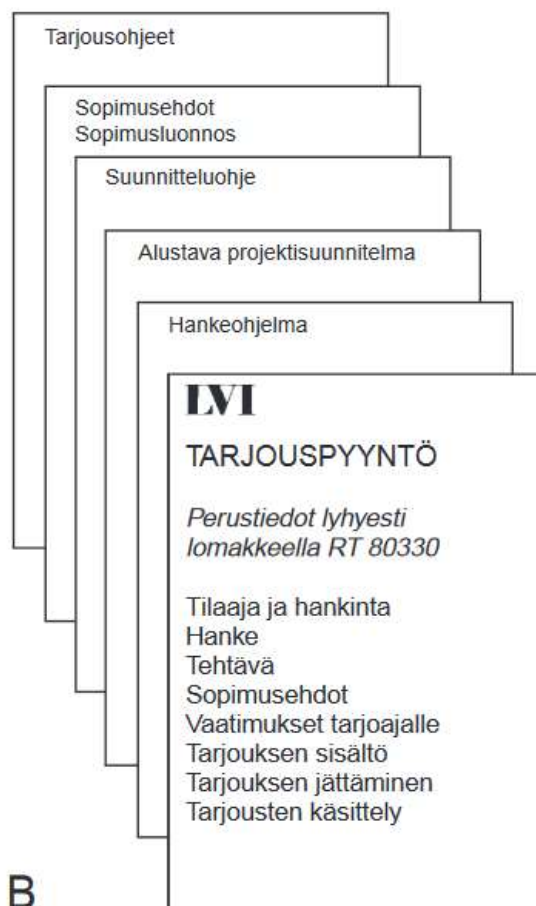 Tarjousohjeet
Sopimusehdot
Sopimusluonnos
Suunnitteluohje
Alustava projektisuunnitelma
Hankeohjelma
LVI
TARJOUSPYYNTÖ
Perustiedot lyhyesti
lomakkeella RT 80330
Tilaaja ja hankinta
Hanke
Tehtävä
Sopimusehdot
Vaatimukset tarjoajalle
Tarjouksen sisältö
Tarjouksen jättäminen
Tarjousten käsittely
B